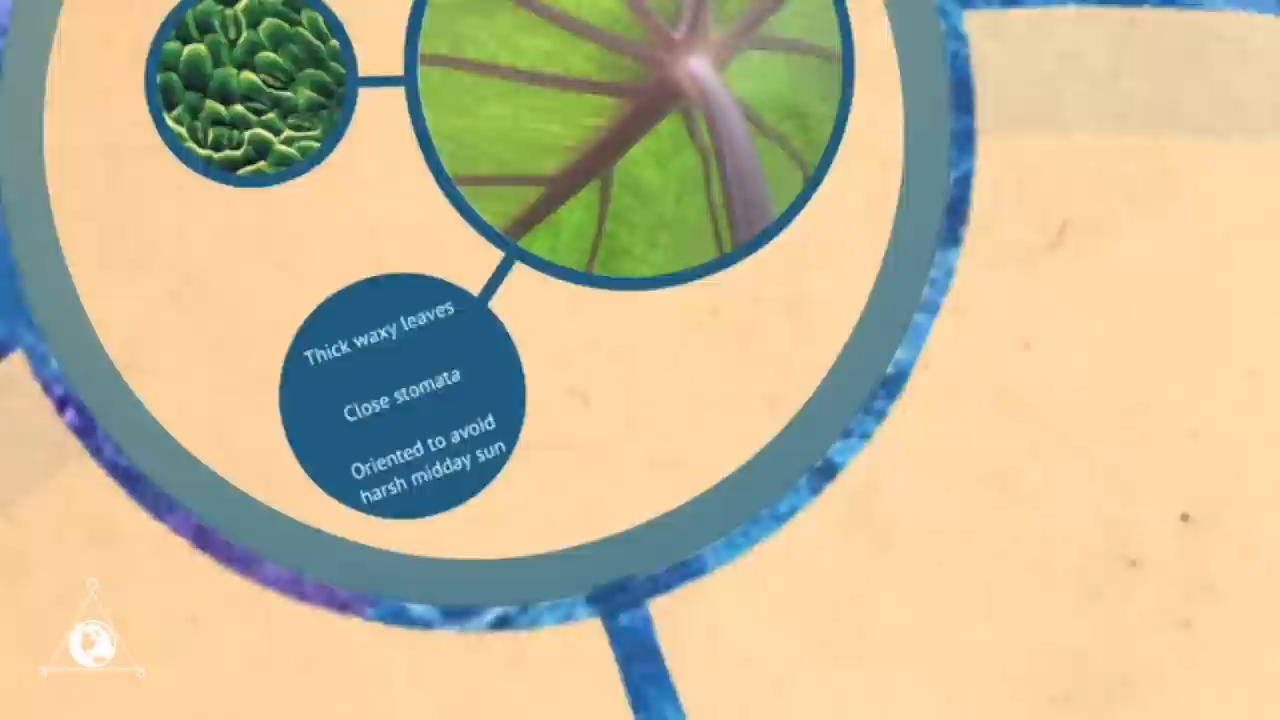 Thick waxy leaves
Close stomata
Oriented to avoid
harsh midday sun